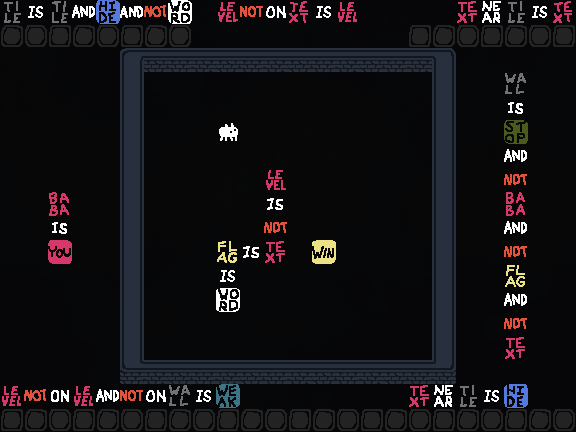 TILE IS TILE AND HIDE AND NOT WORD
LEVEL NOT ON TEXT IS LEVEL
TEXT NEAR TILE IS TEXT
BABA
IS
YOU
LEVEL
IS
NOT
FLAG IS TEXT
WIN
IS
WORD
WALL
IS
STOP
AND
NOT
BABA
AND
NOT
FLAG
AND
NOT
TEXT
LEVEL NOT ON LEVEL AND NOT ON WALL IS WEAK
TEXT NEAR TILE IS HIDE